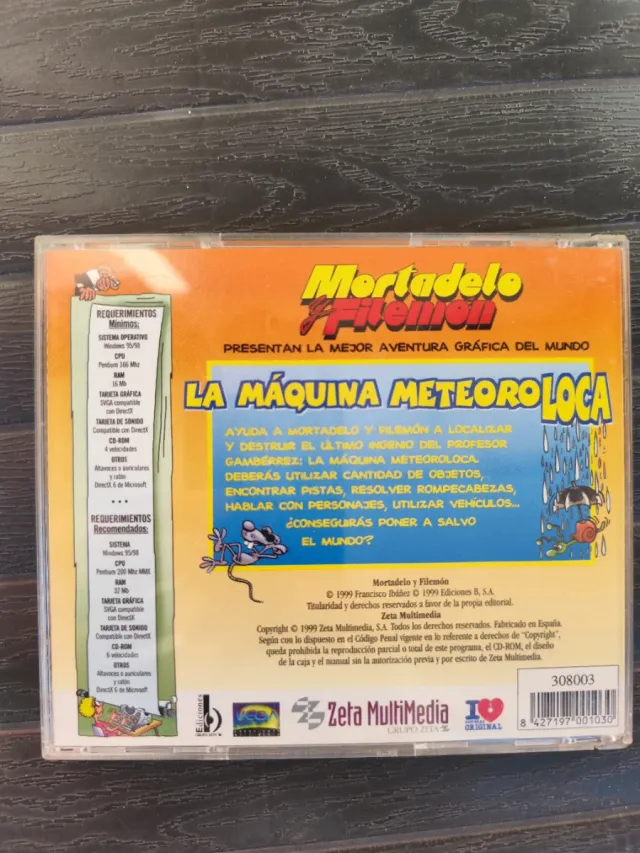 Mortadelo
y Filemón
PRESENTAN LA MEJOR AVENTURA GRÁFICA DEL MUNDO
LA MÁQUINA METEOROLOCA
AYUDA A MORTADELO Y FILEMÓN A LOCALIZAR
Y DESTRUIR EL ÚLTIMO INGENIO DEL PROFESOR
GAMBÉRREZ: LA MÁQUINA METEOROLOCA.
DEBERÁS UTILIZAR CANTIDAD DE OBJETOS,
ENCONTRAR PISTAS, RESOLVER ROMPECABEZAS,
HABLAR CON PERSONAJES, UTILIZAR VEHÍCULOS...
¿CONSEGUIRÁS PONER A SALVO
EL MUNDO?
REQUERIMIENTOS
Mínimos:
SISTEMA OPERATIVO
Windows 95/98
CPU
Pentium 166 Mhz
RAM
16 Mb
TARJETA GRÁFICA
SVGA compatible
con DirectX
TARJETA DE SONIDO
Compatible con DirectX
CD-ROM
4 velocidades
OTROS
Altavoces o auriculares
y ratón
DirectX 6 de Microsoft
REQUERIMIENTOS
Recomendados:
SISTEMA
Windows 95/98
CPU
Pentium 200 Mhz MMX
RAM
32 Mb
TARJETA GRÁFICA
SVGA compatible
con DirectX
TARJETA DE SONIDO
Compatible con DirectX
CD-ROM
6 velocidades
OTROS
Altavoces o auriculares
y ratón
DirectX 6 de Microsoft
Mortadelo y Filemón
© 1999 Francisco Ibáñez © 1999 Ediciones B, S.A.
Titularidad y derechos reservados a favor de la propia editorial.
Zeta Multimedia
Copyright © 1999 Zeta Multimedia, S.A. Todos los derechos reservados. Fabricado en España.
Según con lo dispuesto en el Código Penal vigente en lo referente a derechos de "Copyright",
queda prohibida la reproducción parcial o total de este programa, el CD-ROM, el diseño
de la caja y el manual sin la autorización previa y por escrito de Zeta Multimedia.
308003
Ediciones
Zeta MultiMedia
GRUPO ZETA
I
ORIGINAL
8 427197 001030